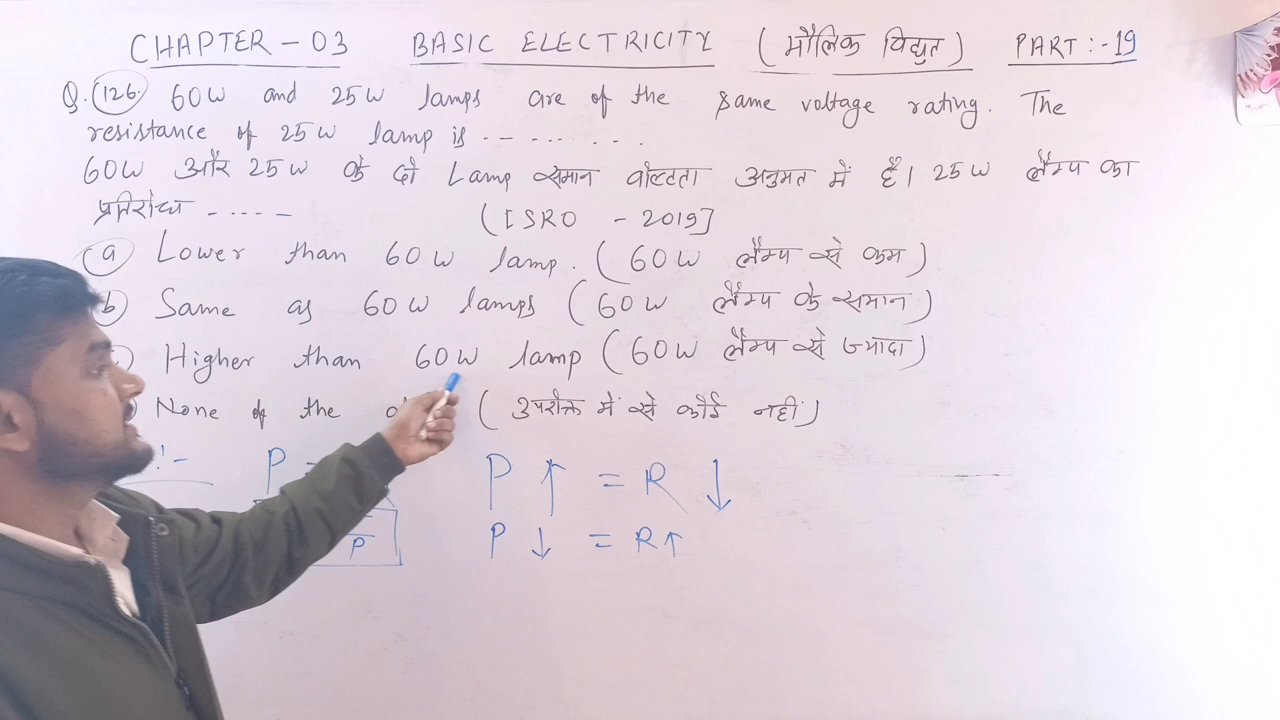 CHAPTER - 03 BASIC ELECTRICITY (मौलिक विद्युत) PART :- 19
Q. 126. 60W and 25W lamps are of the same voltage rating. The
resistance of 25W lamp is - - - - - - - -
60W और 25W के दो Lamp समान वोल्टता अनुमत में हैं। 25W लैम्प का
प्रतिरोध - - - - -
(ISRO - 2019]
a Lower than 60W lamp. (60W लैम्प से कम)
b) Same as 60W lamps (60W लैम्प के समान)
Higher than 60W lamp (60W लैम्प से ज्यादा)
None of the (उपरोक्त में से कोई नहीं)
:- P = P ↑ = R ↓
P P ↓ = R ↑